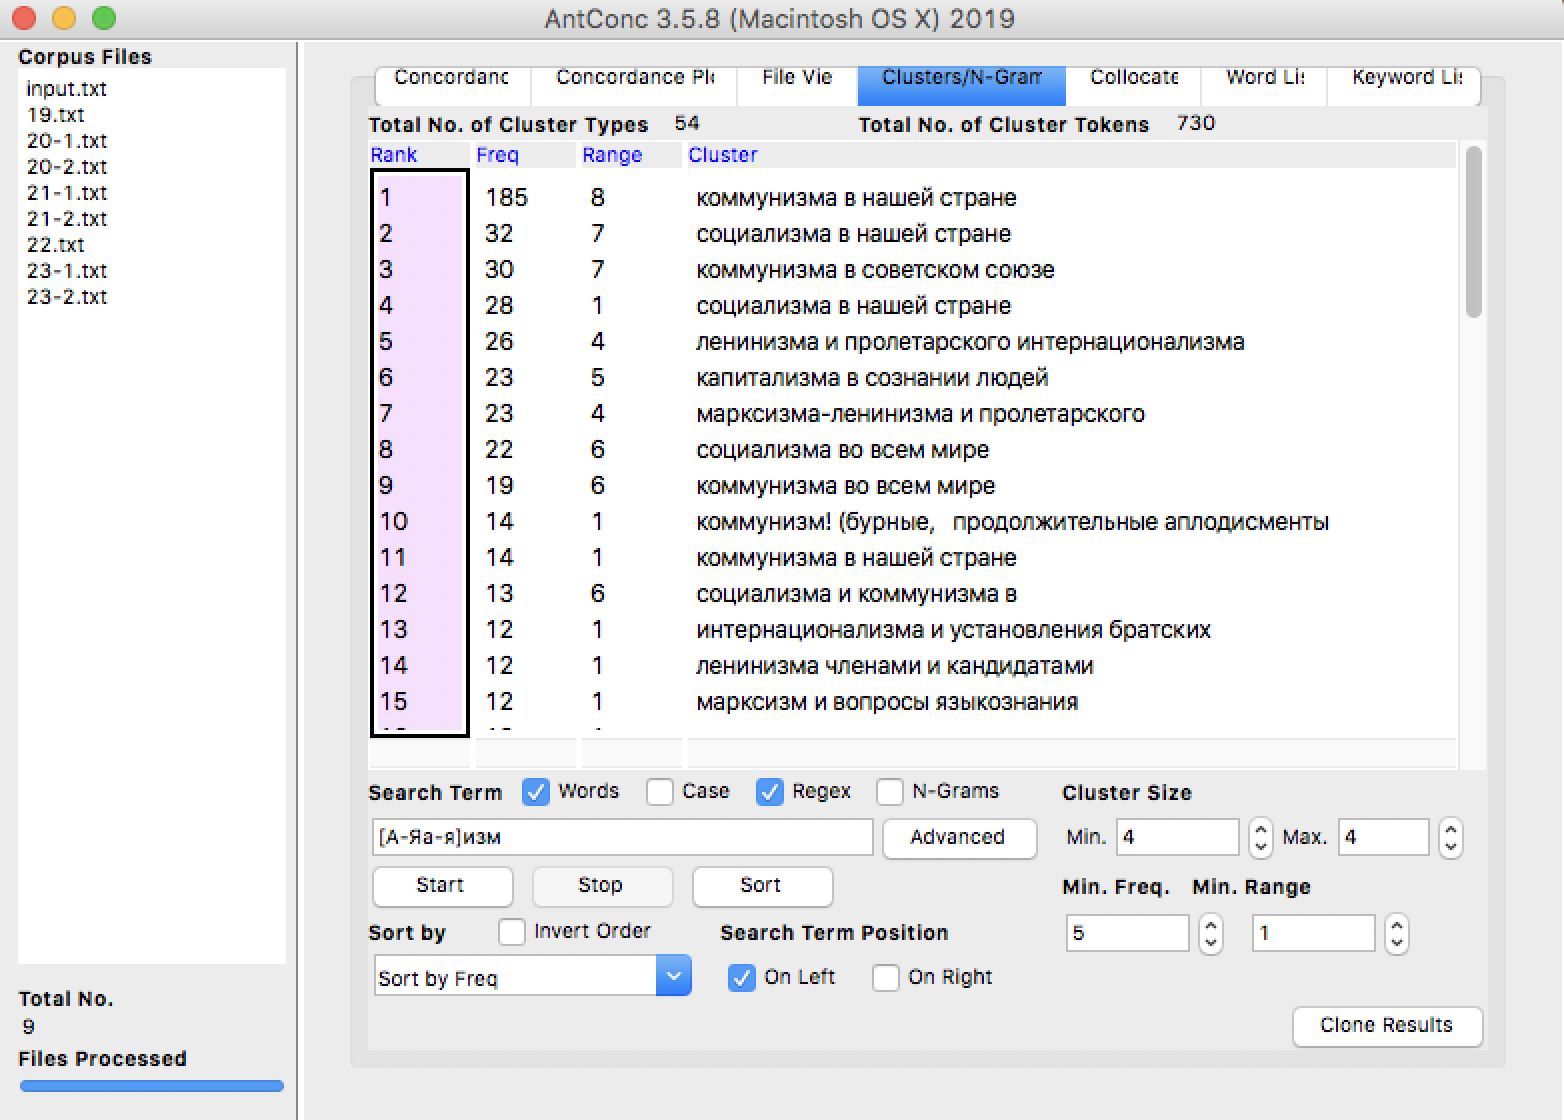 AntConc 3.5.8 (Macintosh OS X) 2019
Corpus Files
input.txt
19.txt
20-1.txt
20-2.txt
21-1.txt
21-2.txt
22.txt
23-1.txt
23-2.txt
Total No.
9
Files Processed
Concordanc Concordance Plo File Vie Clusters/N-Gram Collocate Word Lis Keyword Lis
Total No. of Cluster Types 54 Total No. of Cluster Tokens 730
Rank Freq Range Cluster
1 185 8 коммунизма в нашей стране
2 32 7 социализма в нашей стране
3 30 7 коммунизма в советском союзе
4 28 1 социализма в нашей стране
5 26 4 ленинизма и пролетарского интернационализма
6 23 5 капитализма в сознании людей
7 23 4 марксизма-ленинизма и пролетарского
8 22 6 социализма во всем мире
9 19 6 коммунизма во всем мире
10 14 1 коммунизм! (бурные, продолжительные аплодисменты
11 14 1 коммунизма в нашей стране
12 13 6 социализма и коммунизма в
13 12 1 интернационализма и установления братских
14 12 1 ленинизма членами и кандидатами
15 12 1 марксизм и вопросы языкознания
Search Term Words Case Regex N-Grams Cluster Size
[А-Яа-я]изм Advanced Min. 4 Max. 4
Start Stop Sort Min. Freq. Min. Range
Sort by Invert Order Search Term Position 5 1
Sort by Freq On Left On Right
Clone Results